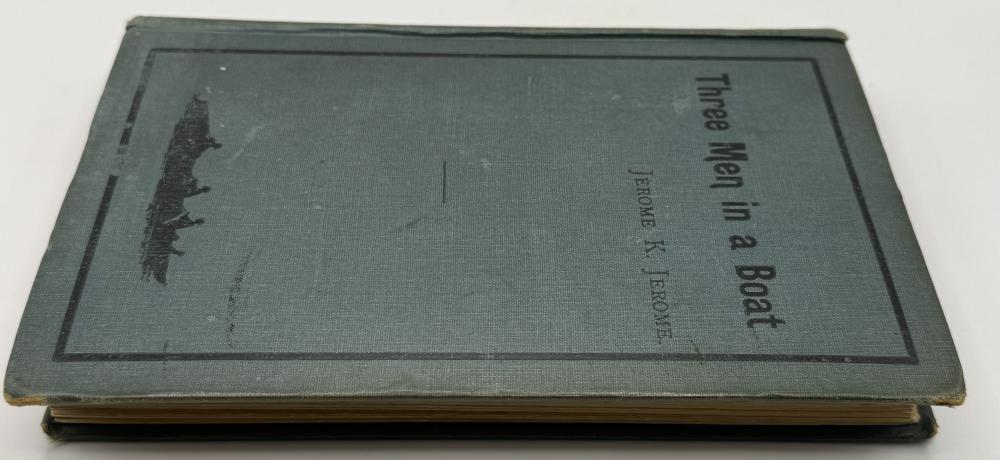 Three Men in a Boat
JEROME K. JEROME.